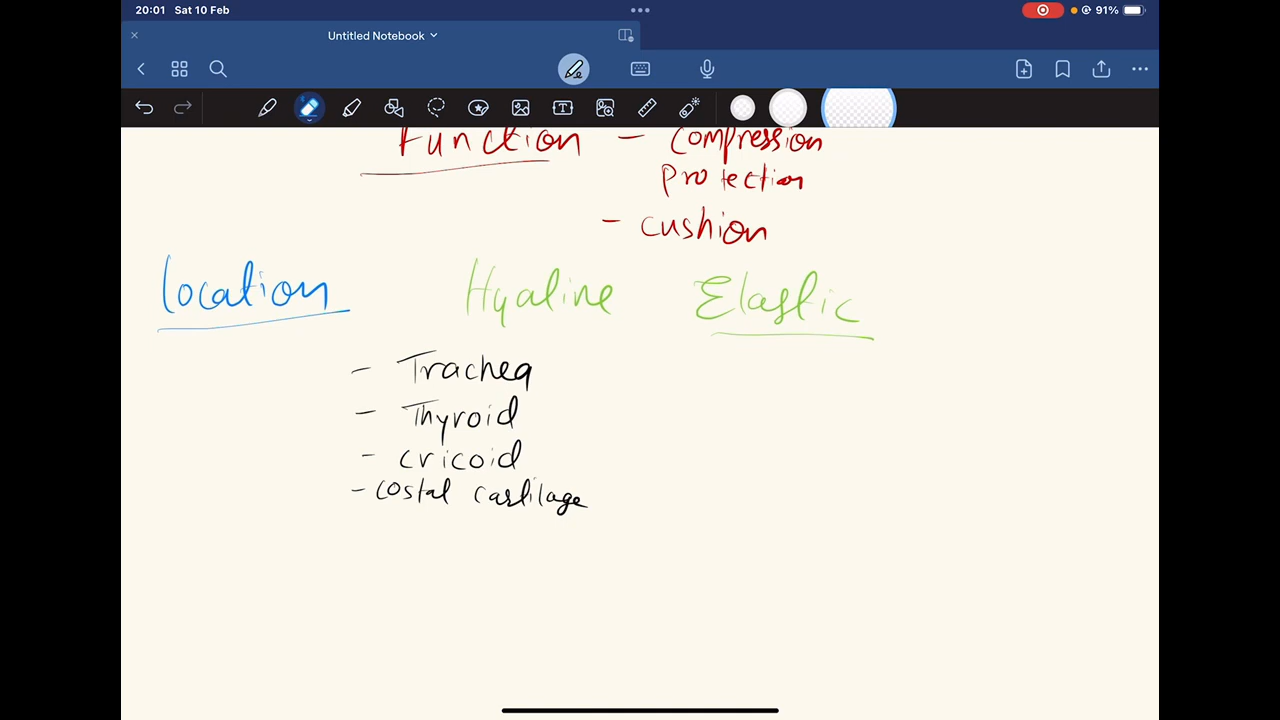 20:01 Sat 10 Feb
91%
Untitled Notebook
Function - compression
protection
- cushion
Location Hyaline Elastic
- Trachea
- Thyroid
- cricoid
- costal cartilage